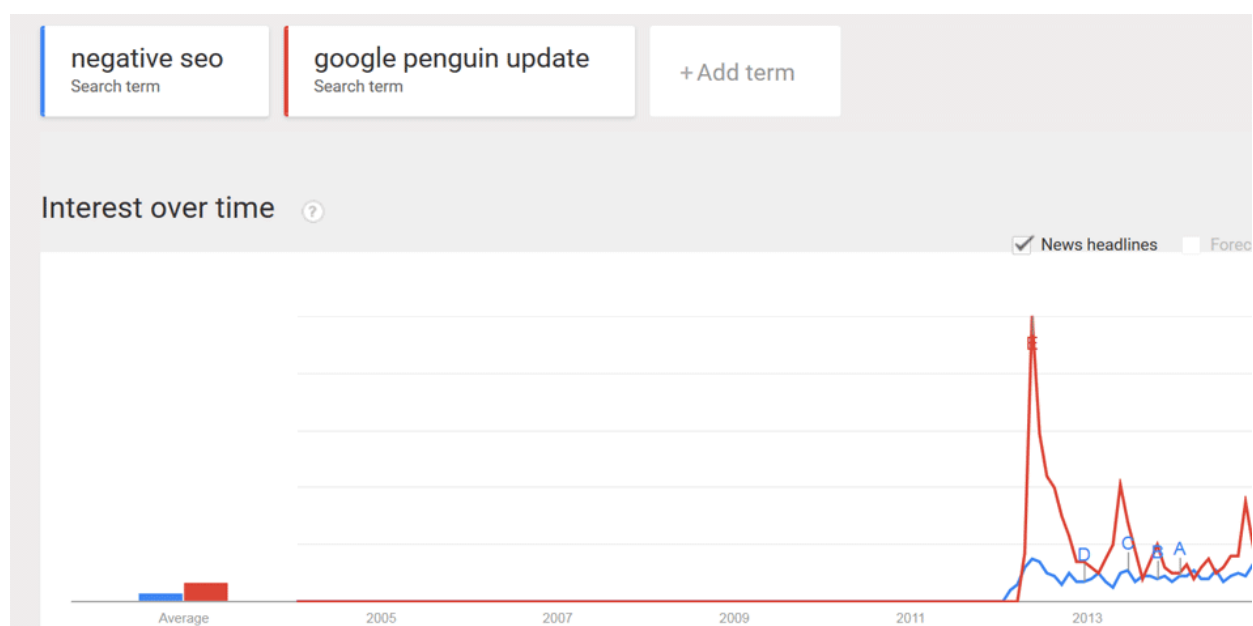 negative seo
Search term
google penguin update
Search term
+ Add term
Interest over time ?
News headlines
Forec
E
D
C
B
A
Average
2005
2007
2009
2011
2013